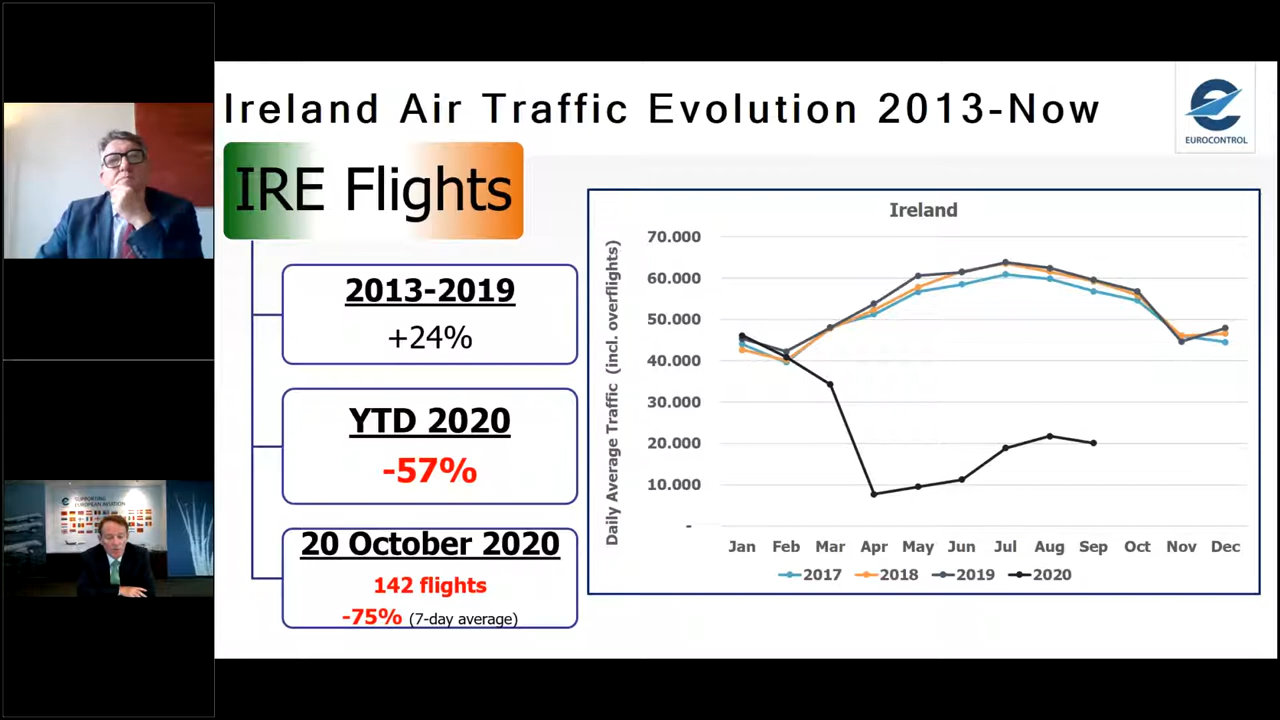 Ireland Air Traffic Evolution 2013-Now
EUROCONTROL
IRE Flights
2013-2019
+24%
YTD 2020
-57%
20 October 2020
142 flights
-75% (7-day average)
Ireland
Daily Average Traffic (incl. overflights)
70.000
60.000
50.000
40.000
30.000
20.000
10.000
-
Jan Feb Mar Apr May Jun Jul Aug Sep Oct Nov Dec
2017 2018 2019 2020
SUPPORTING
EUROPEAN AVIATION